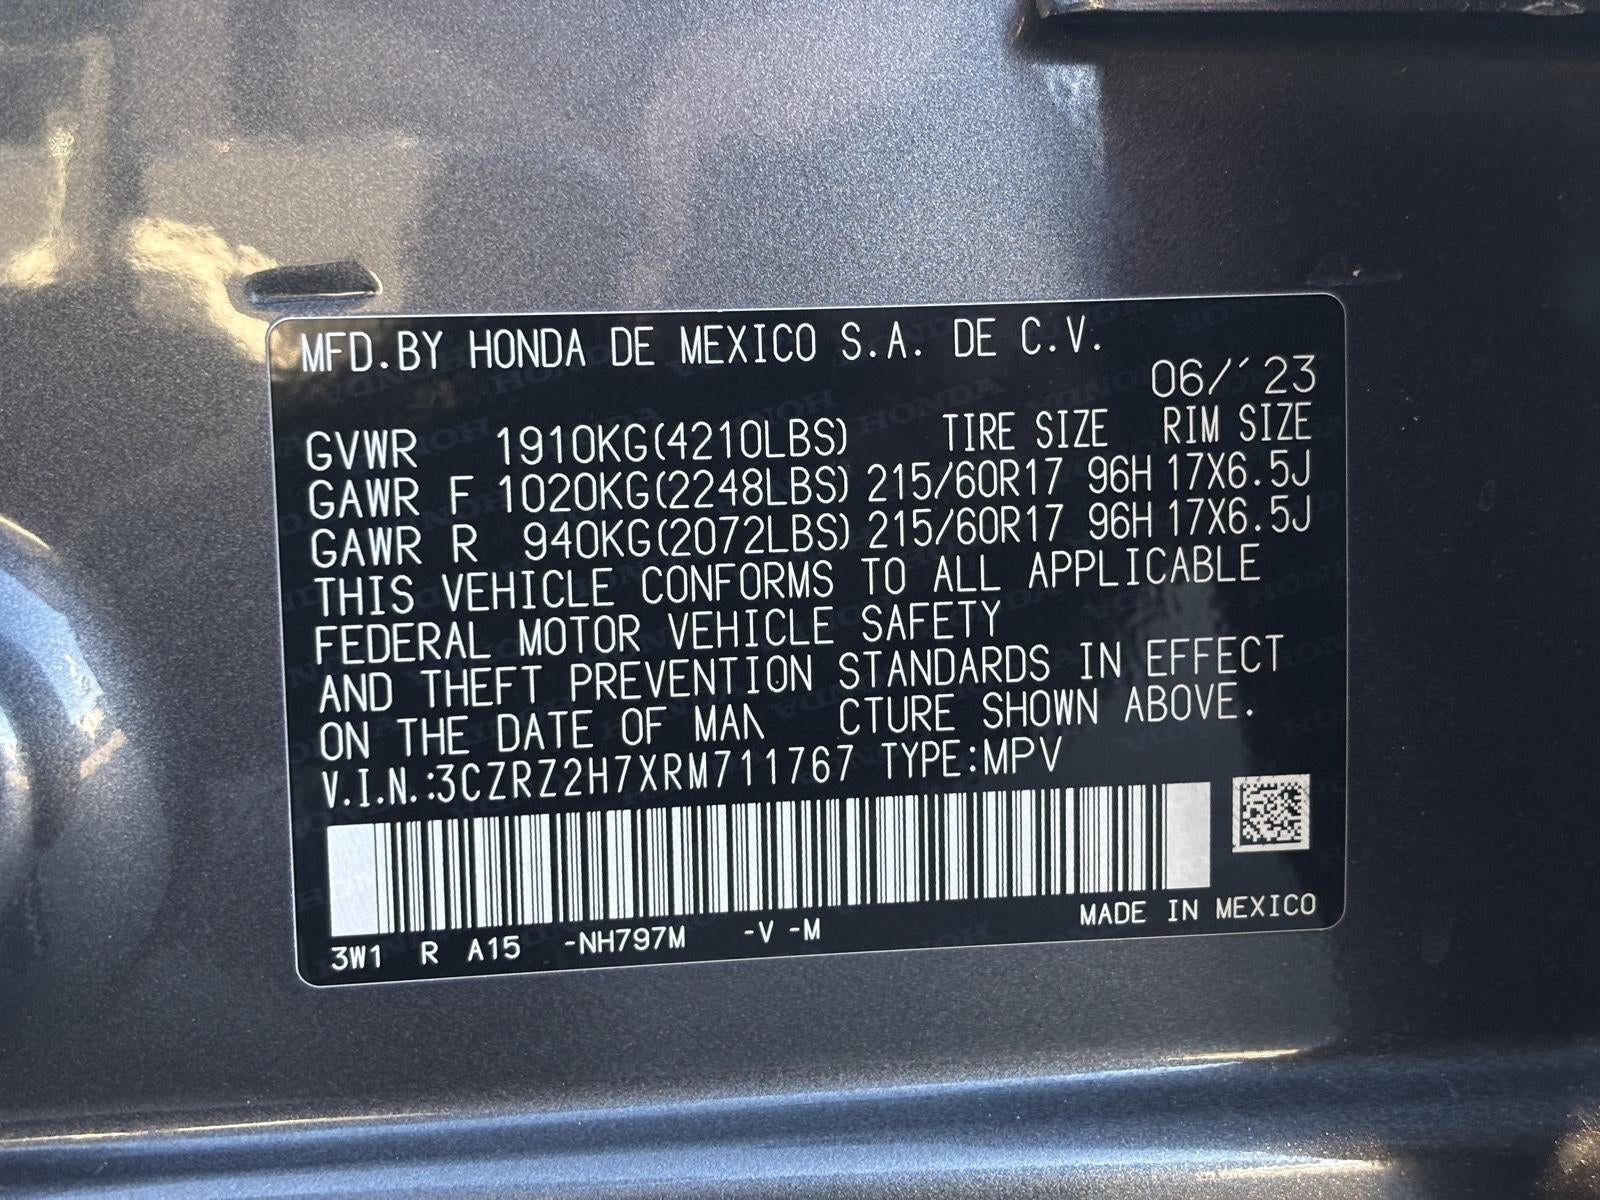 MFD.BY HONDA DE MEXICO S.A. DE C.V.
06/´23
GVWR 1910KG(4210LBS) TIRE SIZE RIM SIZE
GAWR F 1020KG(2248LBS) 215/60R17 96H 17X6.5J
GAWR R 940KG(2072LBS) 215/60R17 96H 17X6.5J
THIS VEHICLE CONFORMS TO ALL APPLICABLE
FEDERAL MOTOR VEHICLE SAFETY
AND THEFT PREVENTION STANDARDS IN EFFECT
ON THE DATE OF MAN CTURE SHOWN ABOVE.
V.I.N.:3CZRZ2H7XRM711767 TYPE:MPV
MADE IN MEXICO
3W1 R A15 -NH797M -V -M